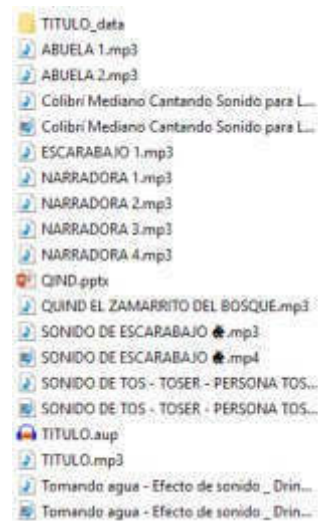 TITULO_data
ABUELA 1.mp3
ABUELA 2.mp3
Colibrí Mediano Cantando Sonido para L...
Colibrí Mediano Cantando Sonido para L...
ESCARABAJO 1.mp3
NARRADORA 1.mp3
NARRADORA 2.mp3
NARRADORA 3.mp3
NARRADORA 4.mp3
QIND.pptx
QUIND EL ZAMARRITO DEL BOSQUE.mp3
SONIDO DE ESCARABAJO 🏠.mp3
SONIDO DE ESCARABAJO 🏠.mp4
SONIDO DE TOS - TOSER - PERSONA TOS...
SONIDO DE TOS - TOSER - PERSONA TOS...
TITULO.aup
TITULO.mp3
Tomando agua - Efecto de sonido _ Drin...
Tomando agua - Efecto de sonido _ Drin...